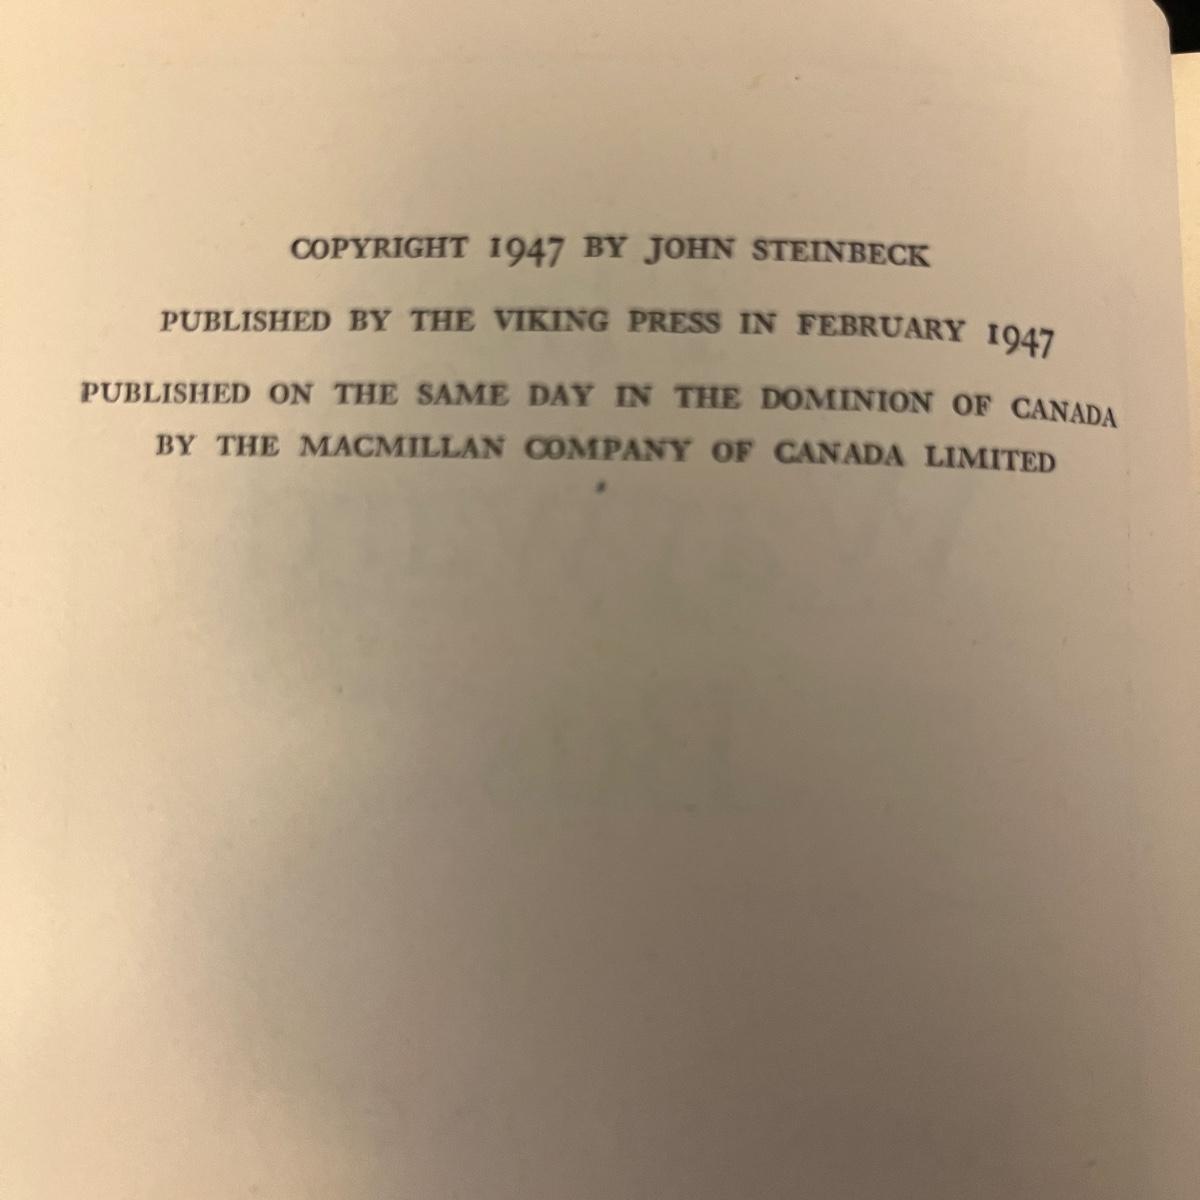 COPYRIGHT 1947 BY JOHN STEINBECK
PUBLISHED BY THE VIKING PRESS IN FEBRUARY 1947
PUBLISHED ON THE SAME DAY IN THE DOMINION OF CANADA
BY THE MACMILLAN COMPANY OF CANADA LIMITED